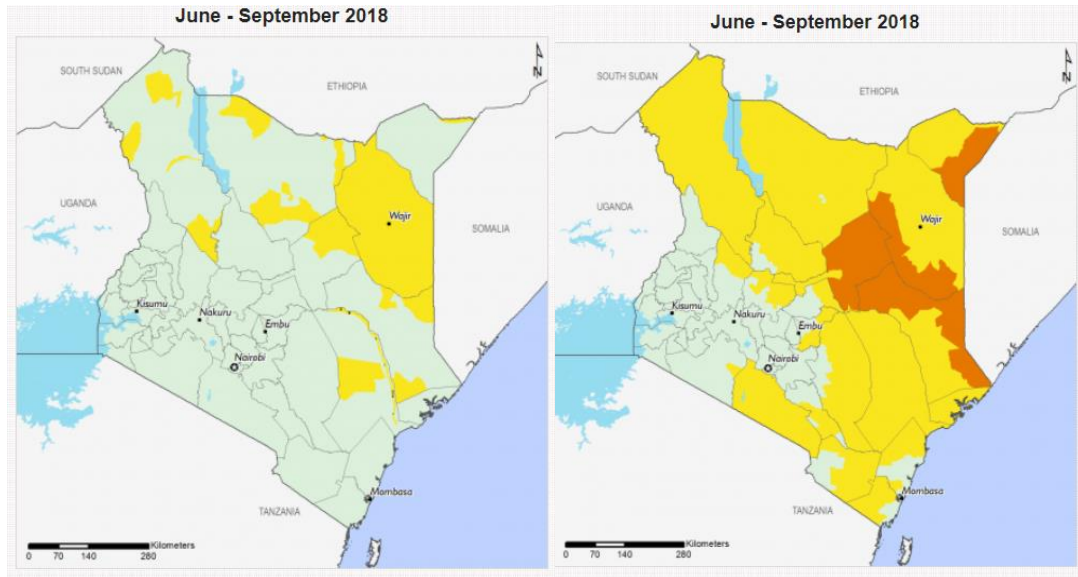 June - September 2018
N
SOUTH SUDAN
ETHIOPIA
UGANDA
Wajir
SOMALIA
Kisumu
Nakuru
Embu
Nairobi
Mombasa
TANZANIA
Kilometers
0 70 140 280
June - September 2018
N
SOUTH SUDAN
ETHIOPIA
UGANDA
Wajir
SOMALIA
Kisumu
Nakuru
Embu
Nairobi
Mombasa
TANZANIA
Kilometers
0 70 140 280